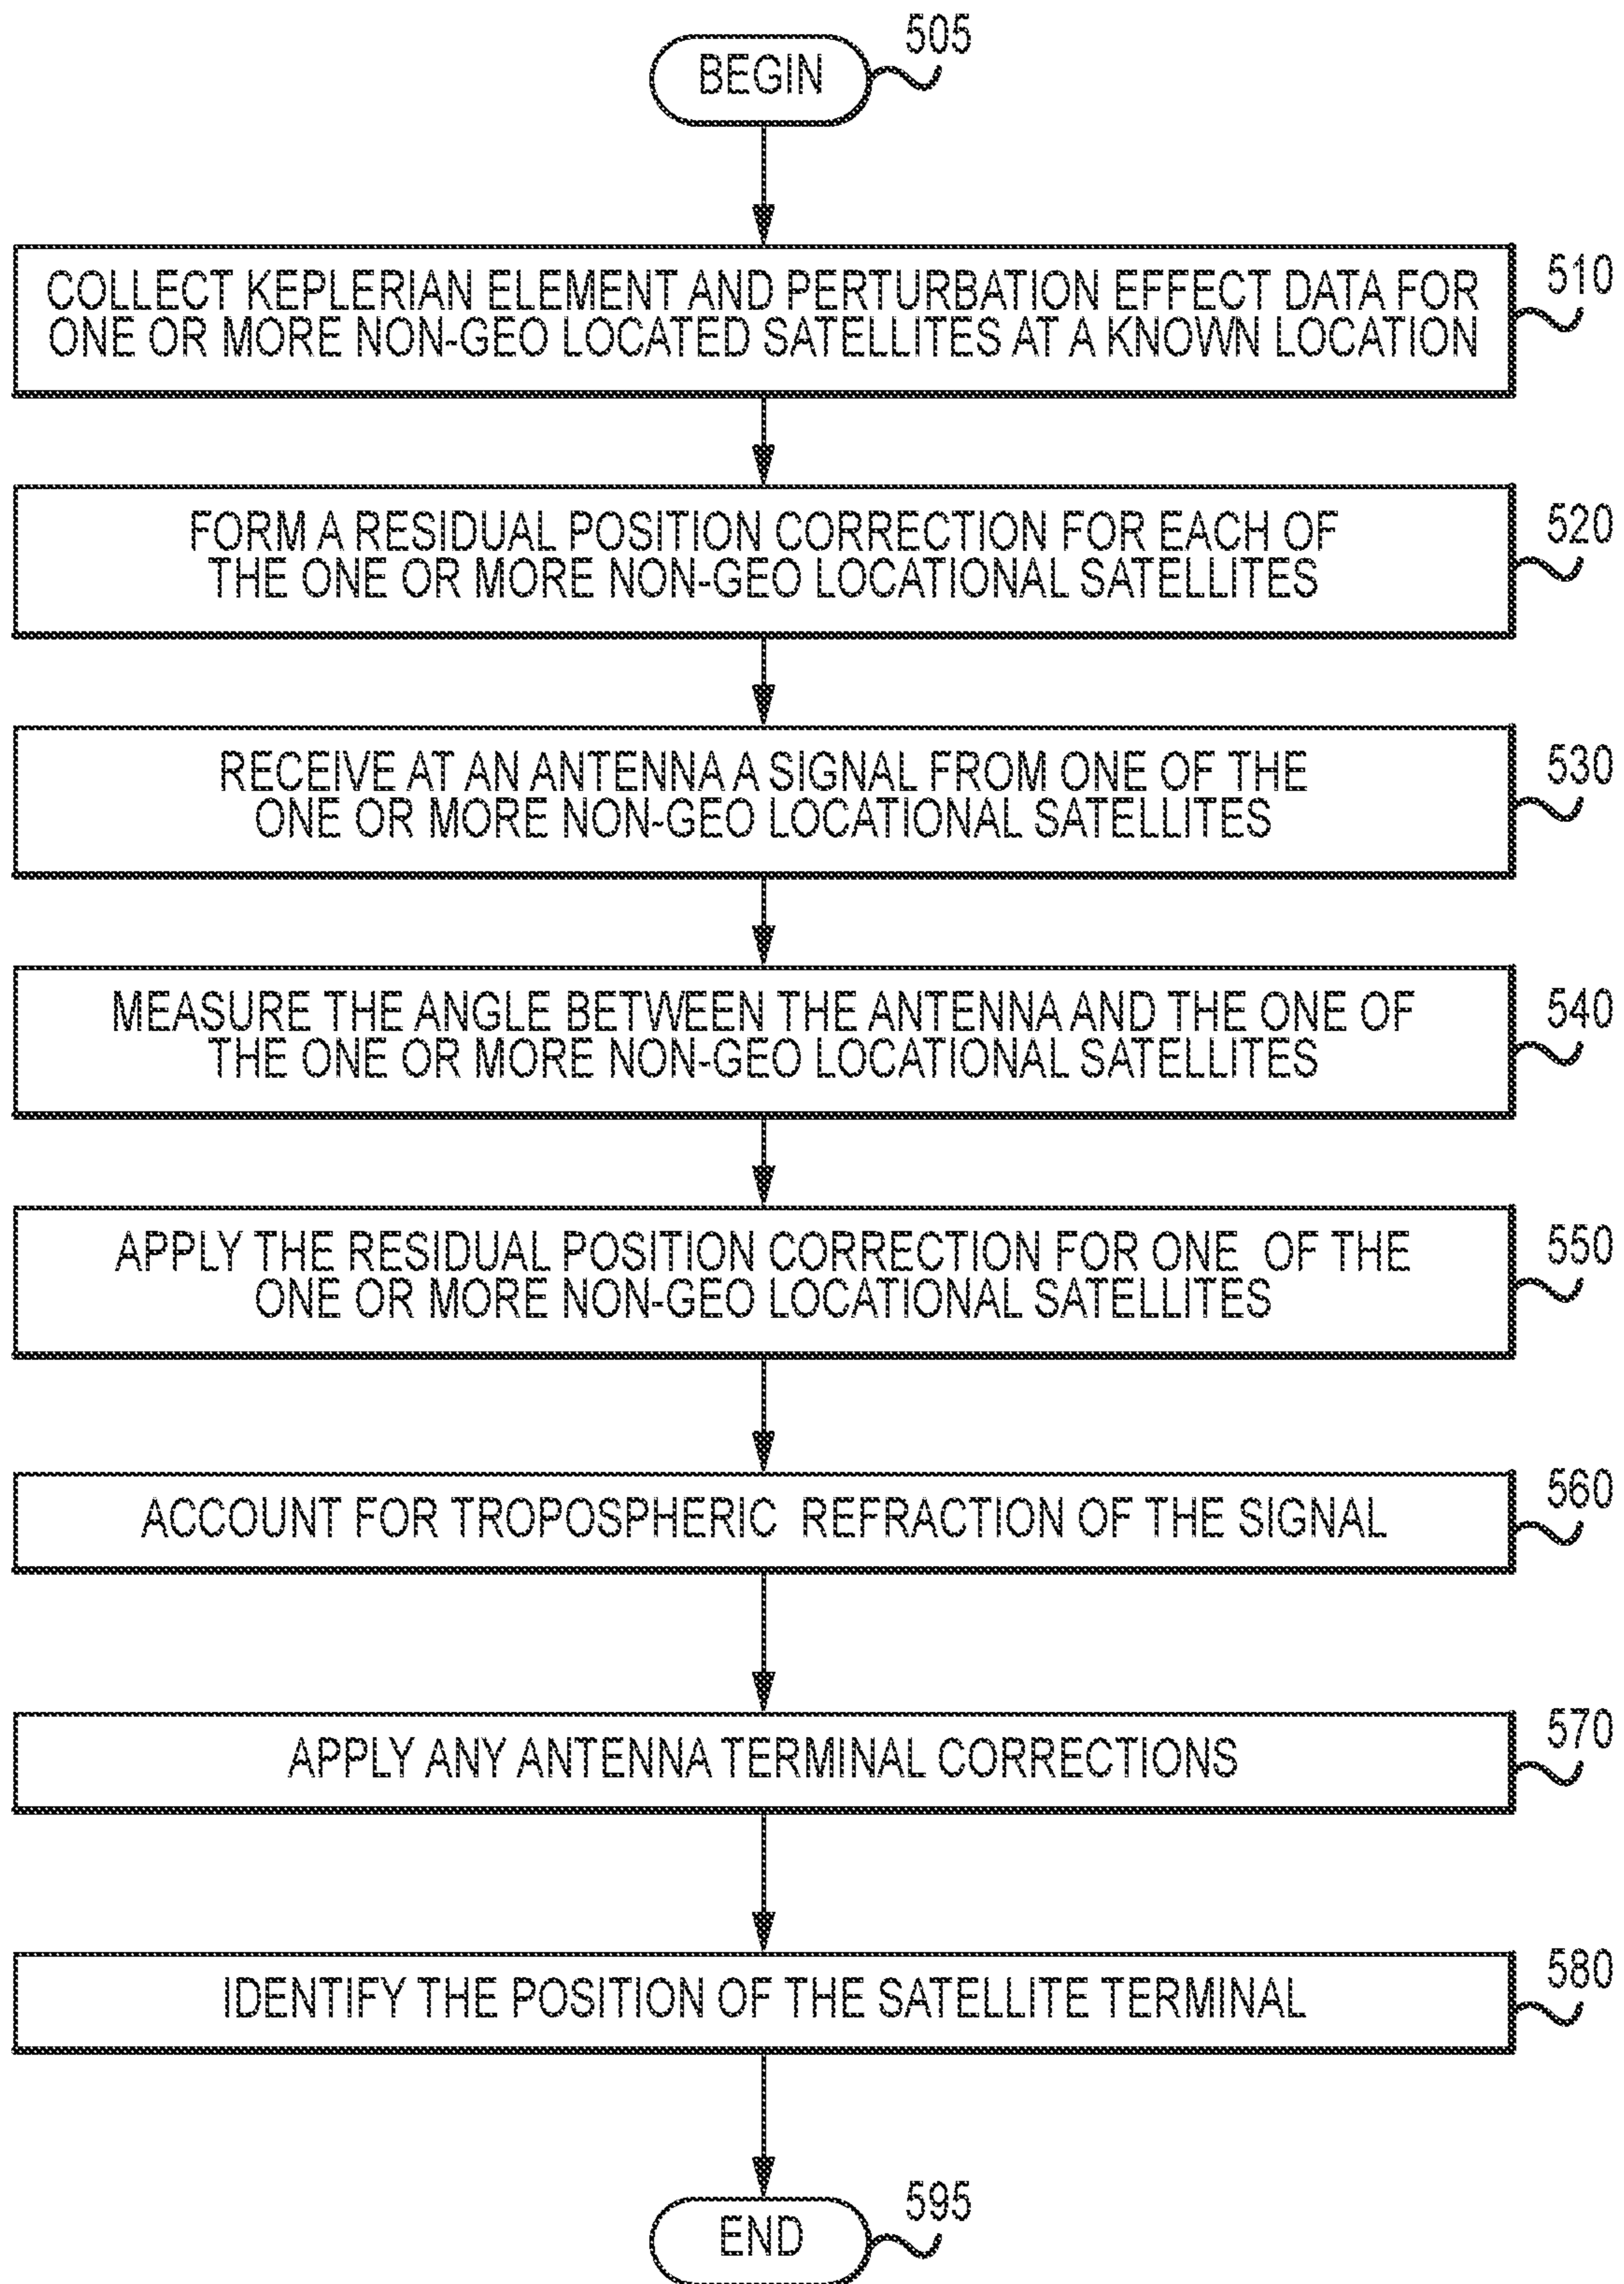 BEGIN
505
COLLECT KEPLERIAN ELEMENT AND PERTURBATION EFFECT DATA FOR
ONE OR MORE NON-GEO LOCATED SATELLITES AT A KNOWN LOCATION
510
FORM A RESIDUAL POSITION CORRECTION FOR EACH OF
THE ONE OR MORE NON-GEO LOCATIONAL SATELLITES
520
RECEIVE AT AN ANTENNA A SIGNAL FROM ONE OF THE
ONE OR MORE NON-GEO LOCATIONAL SATELLITES
530
MEASURE THE ANGLE BETWEEN THE ANTENNA AND THE ONE OF
THE ONE OR MORE NON-GEO LOCATIONAL SATELLITES
540
APPLY THE RESIDUAL POSITION CORRECTION FOR ONE OF THE
ONE OR MORE NON-GEO LOCATIONAL SATELLITES
550
ACCOUNT FOR TROPOSPHERIC REFRACTION OF THE SIGNAL
560
APPLY ANY ANTENNA TERMINAL CORRECTIONS
570
IDENTIFY THE POSITION OF THE SATELLITE TERMINAL
580
END
595